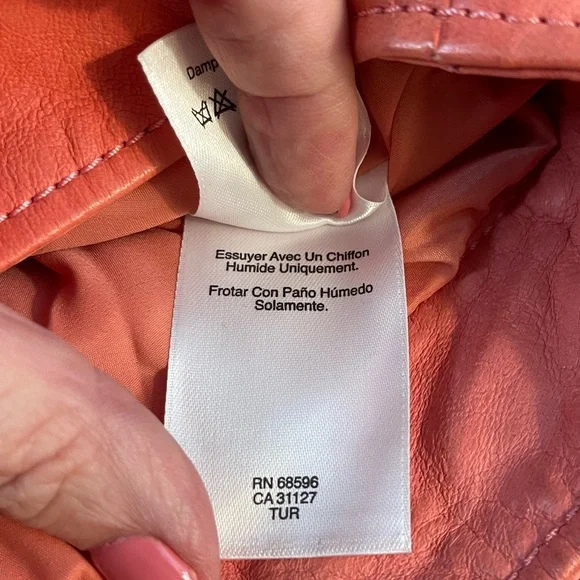 Damp
Essuyer Avec Un Chiffon
Humide Uniquement.
Frotar Con Paño Húmedo
Solamente.
RN 68596
CA 31127
TUR